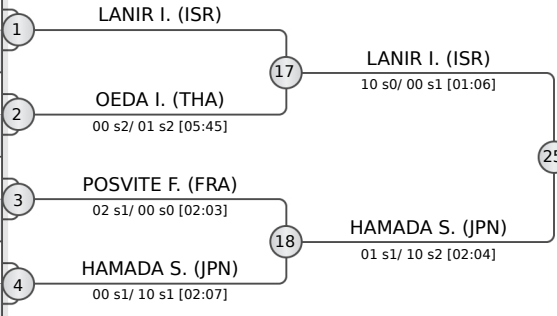 1
LANIR I. (ISR)
17
LANIR I. (ISR)
10 s0/ 00 s1 [01:06]
2
OEDA I. (THA)
00 s2/ 01 s2 [05:45]
25
3
POSVITE F. (FRA)
02 s1/ 00 s0 [02:03]
18
HAMADA S. (JPN)
01 s1/ 10 s2 [02:04]
4
HAMADA S. (JPN)
00 s1/ 10 s1 [02:07]